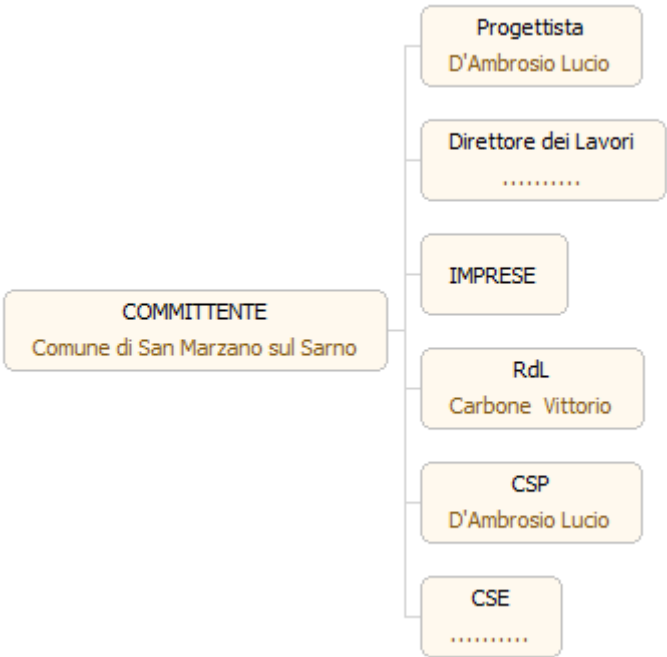 Progettista
D'Ambrosio Lucio
Direttore dei Lavori
..........
IMPRESE
COMMITTENTE
Comune di San Marzano sul Sarno
RdL
Carbone  Vittorio
CSP
D'Ambrosio Lucio
CSE
..........